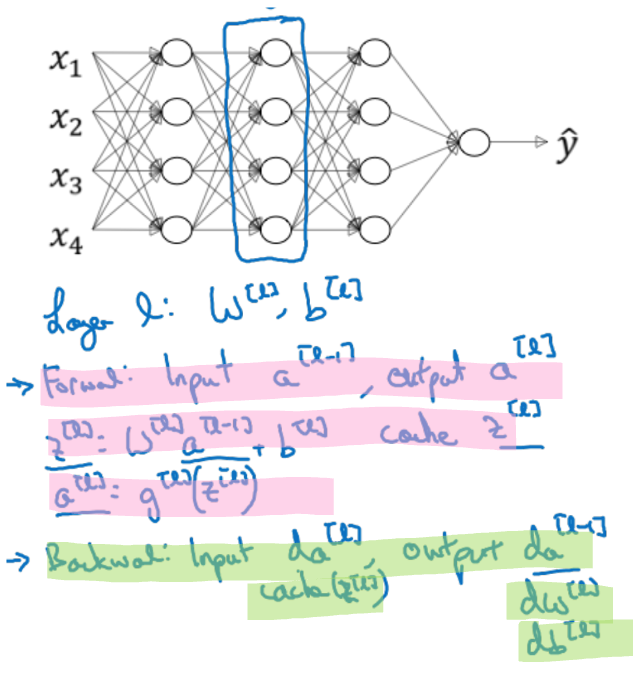 x₁
x₂
x₃
x₄
ŷ
Layer l: W^[l], b^[l]
→ Forward: Input a^[l-1], output a^[l]
z^[l] = W^[l] a^[l-1] + b^[l] cache z^[l]
a^[l] = g^[l](z^[l])
→ Backward: Input da^[l], output da^[l-1]
cache(z^[l])
dW^[l]
db^[l]